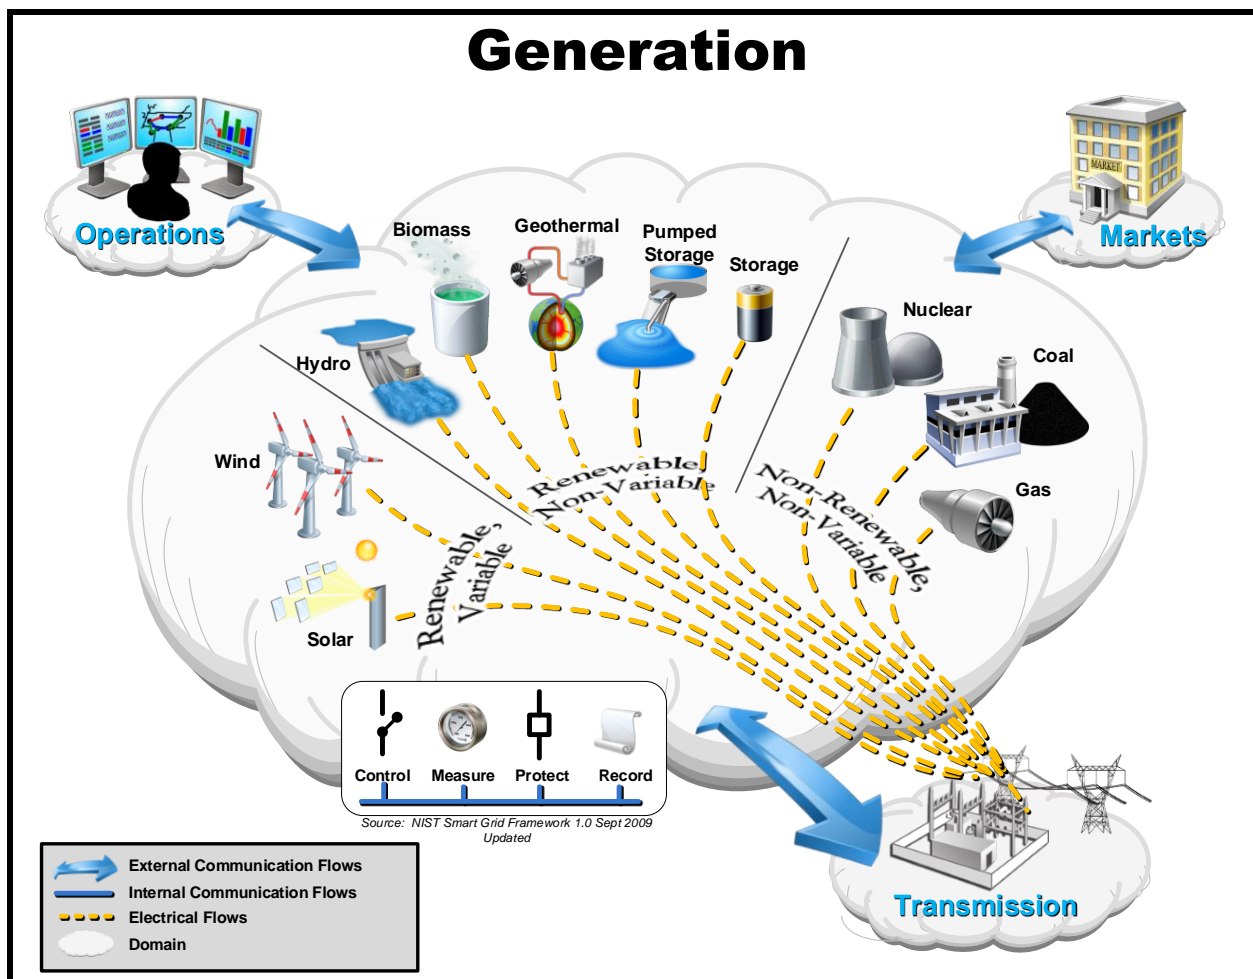 Generation
Operations
MARKET
Markets
Biomass
Geothermal
Pumped
Storage
Storage
Hydro
Nuclear
Coal
Gas
Wind
Solar
Renewable,
Variable
Renewable,
Non-Variable
Non-Renewable,
Non-Variable
Control
Measure
Protect
Record
Source: NIST Smart Grid Framework 1.0 Sept 2009
Updated
Transmission
External Communication Flows
Internal Communication Flows
Electrical Flows
Domain